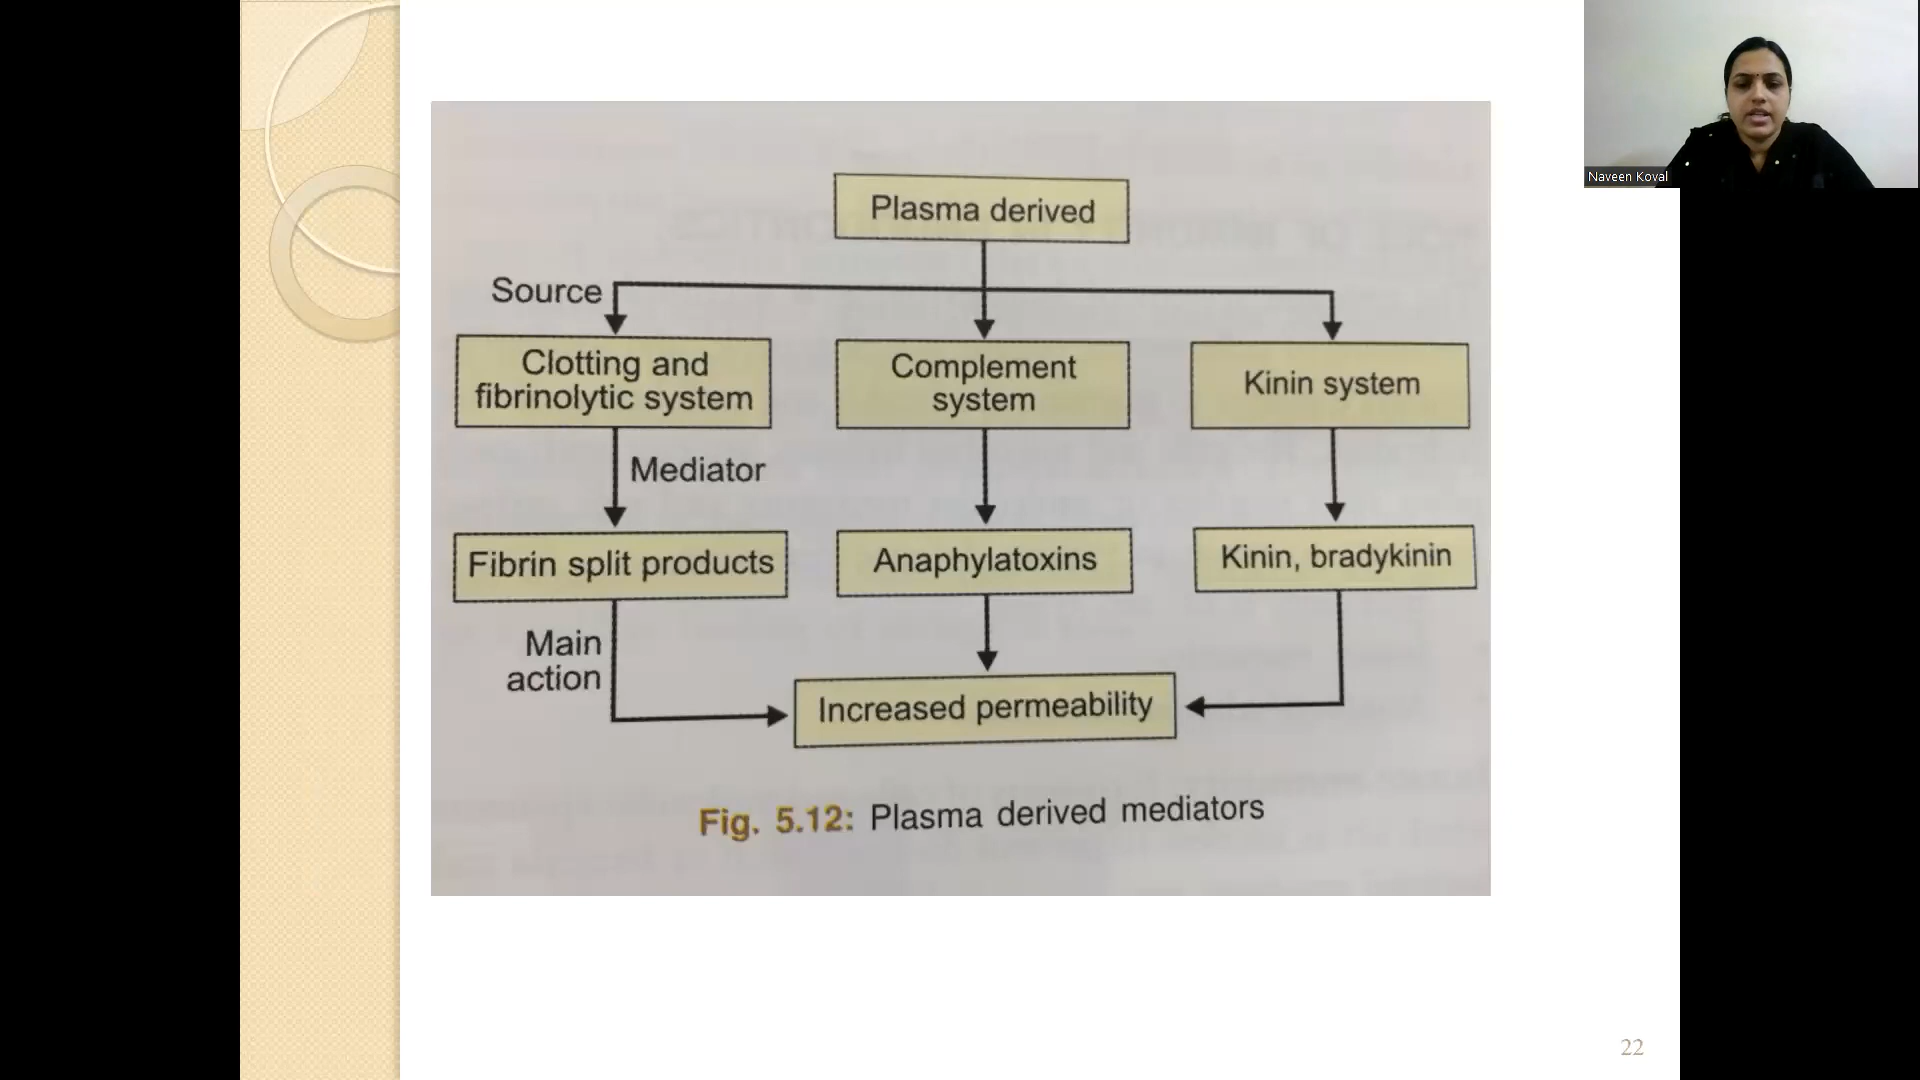 Naveen Koval
Plasma derived
Source
Clotting and
fibrinolytic system
Complement
system
Kinin system
Mediator
Fibrin split products
Anaphylatoxins
Kinin, bradykinin
Main
action
Increased permeability
Fig. 5.12: Plasma derived mediators
22